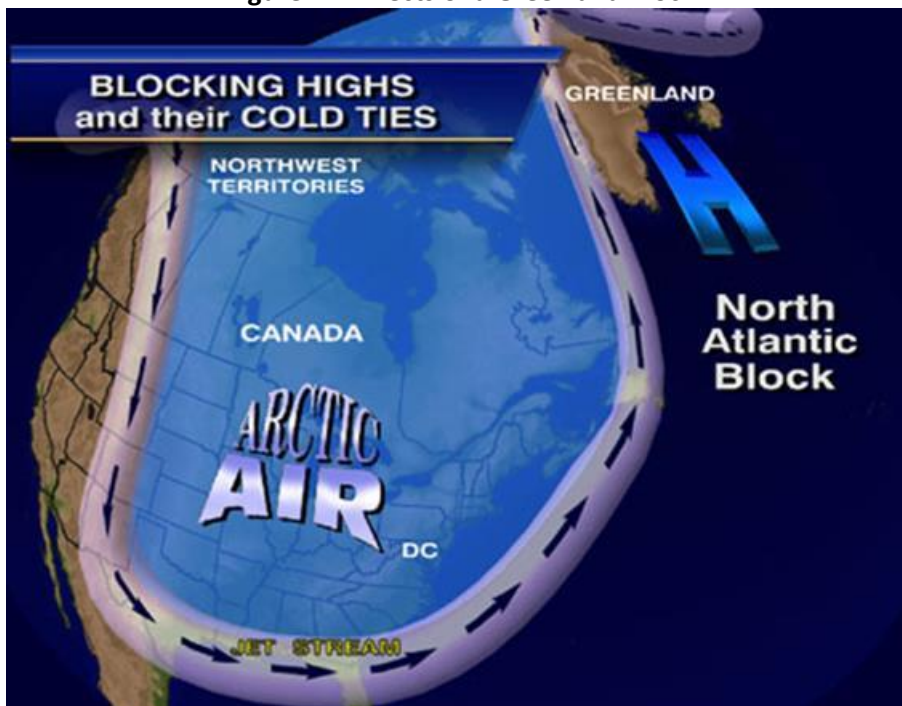 BLOCKING HIGHS
and their COLD TIES
GREENLAND
NORTHWEST
TERRITORIES
H
North
Atlantic
Block
CANADA
ARCTIC
AIR
DC
JET STREAM